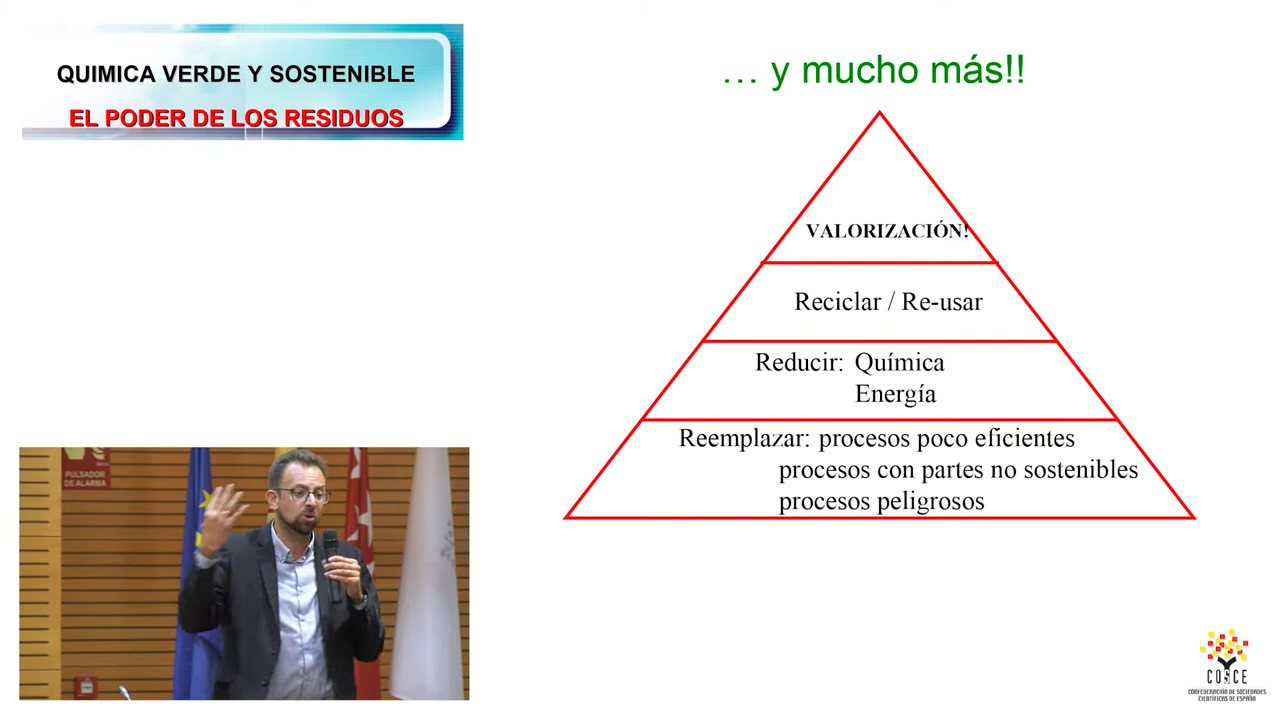 QUIMICA VERDE Y SOSTENIBLE
EL PODER DE LOS RESIDUOS
… y mucho más!!
VALORIZACIÓN!
Reciclar / Re-usar
Reducir: Química
Energía
Reemplazar: procesos poco eficientes
procesos con partes no sostenibles
procesos peligrosos
PULSADOR
DE ALARMA
COSCE
CONFEDERACIÓN DE SOCIEDADES
CIENTÍFICAS DE ESPAÑA